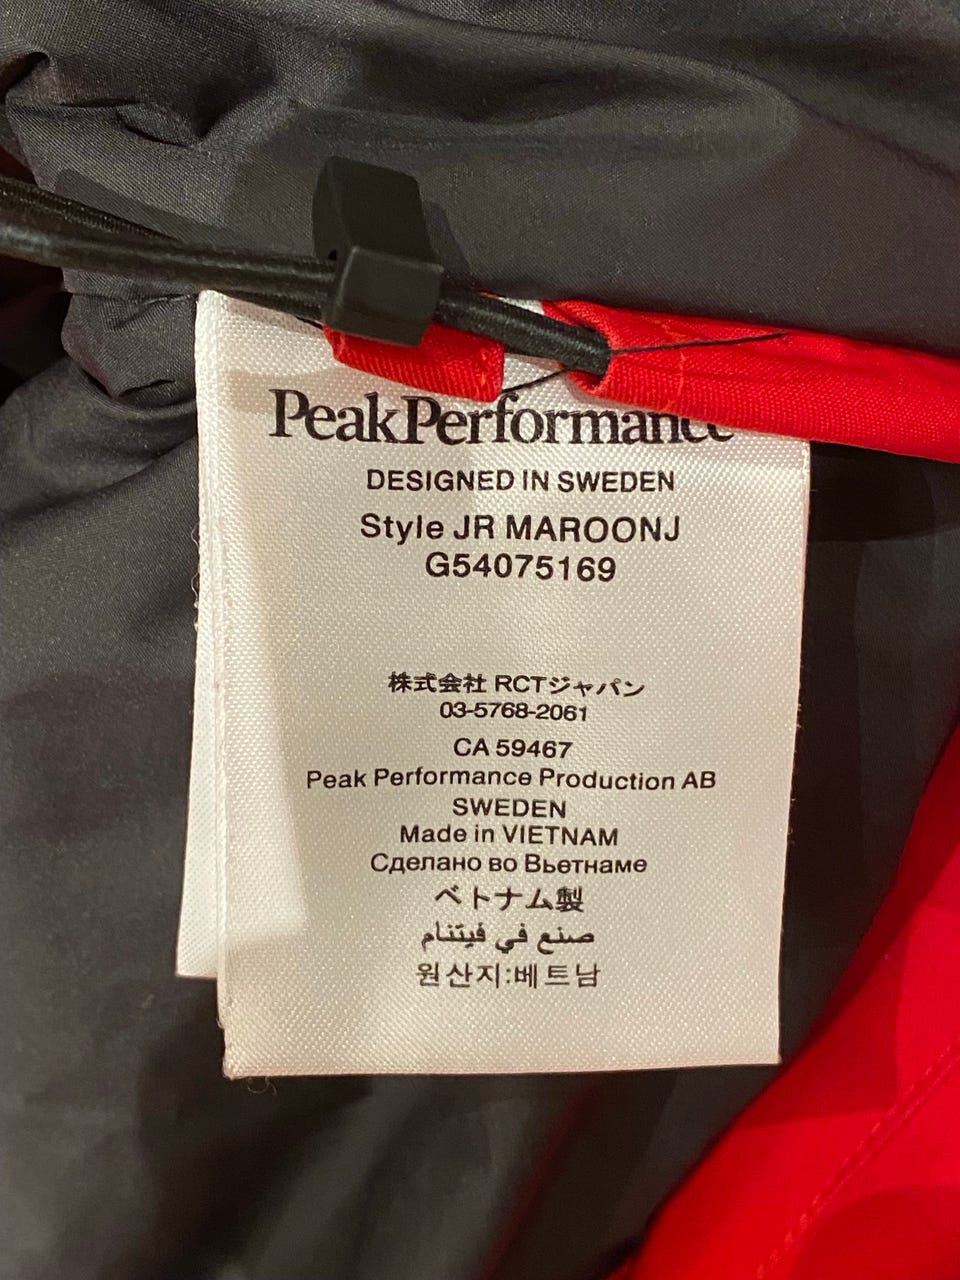 PeakPerformance
DESIGNED IN SWEDEN
Style JR MAROONJ
G54075169
株式会社 RCTジャパン
03-5768-2061
CA 59467
Peak Performance Production AB
SWEDEN
Made in VIETNAM
Сделано во Вьетнаме
ベトナム製
صنع في فيتنام
원산지:베트남